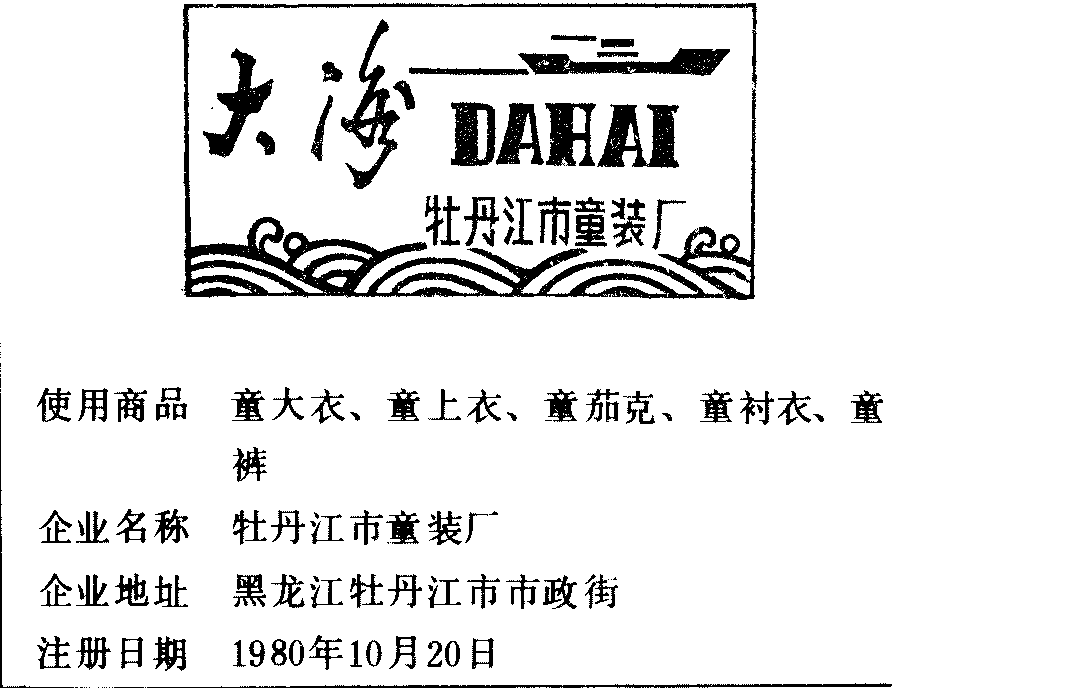 大海
DAHAI
牡丹江市童装厂
使用商品 童大衣、童上衣、童茄克、童衬衣、童
裤
企业名称 牡丹江市童装厂
企业地址 黑龙江牡丹江市市政街
注册日期 1980年10月20日